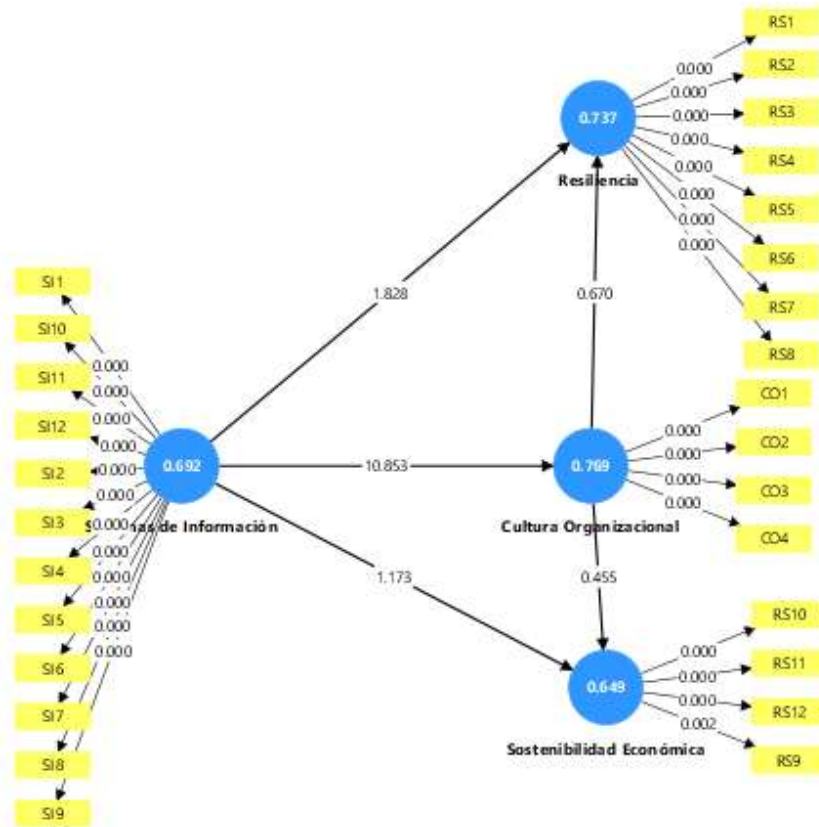 RS1
0.000
RS2
0.000
RS3
0.000
RS4
0.000
RS5
0.000
RS6
0.000
RS7
0.000
RS8
0.000
0.737
Resiliencia
1.828
0.670
SI1
SI10
SI11
SI12
SI2
SI3
SI4
SI5
SI6
SI7
SI8
SI9
0.000
0.000
0.000
0.000
0.000
0.000
0.000
0.000
0.000
0.000
0.000
0.000
0.692
de Información
10.853
0.769
Cultura Organizacional
CO1
0.000
CO2
0.000
CO3
0.000
CO4
0.000
1.173
0.455
0.649
Sostenibilidad Económica
RS10
0.000
RS11
0.000
RS12
0.000
RS9
0.002